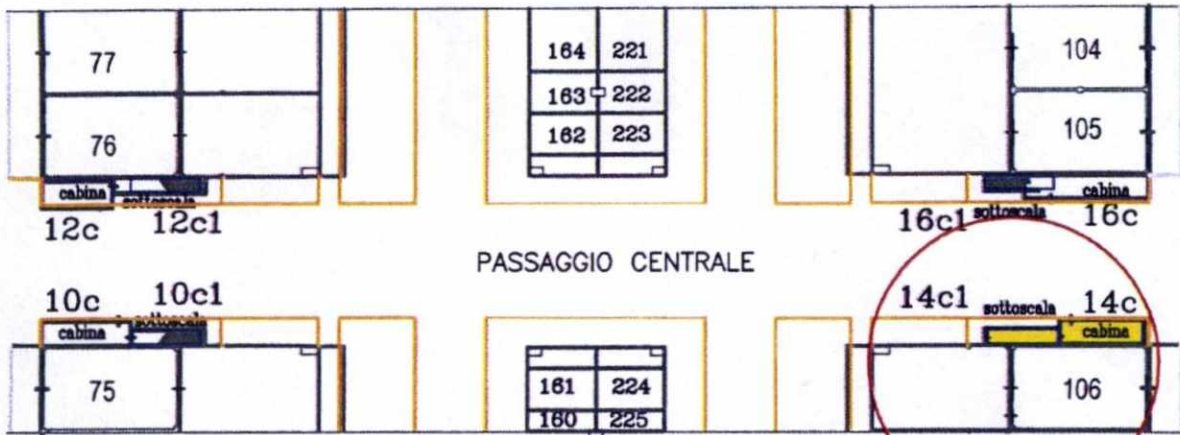 77 164 221 104
163 222
76 162 223 105
cabina sottoscala sottoscala cabina
12c 12c1 16c1 16c
PASSAGGIO CENTRALE
10c 10c1 14c1 sottoscala 14c
cabina sottoscala cabina
75 161 224 106
160 225